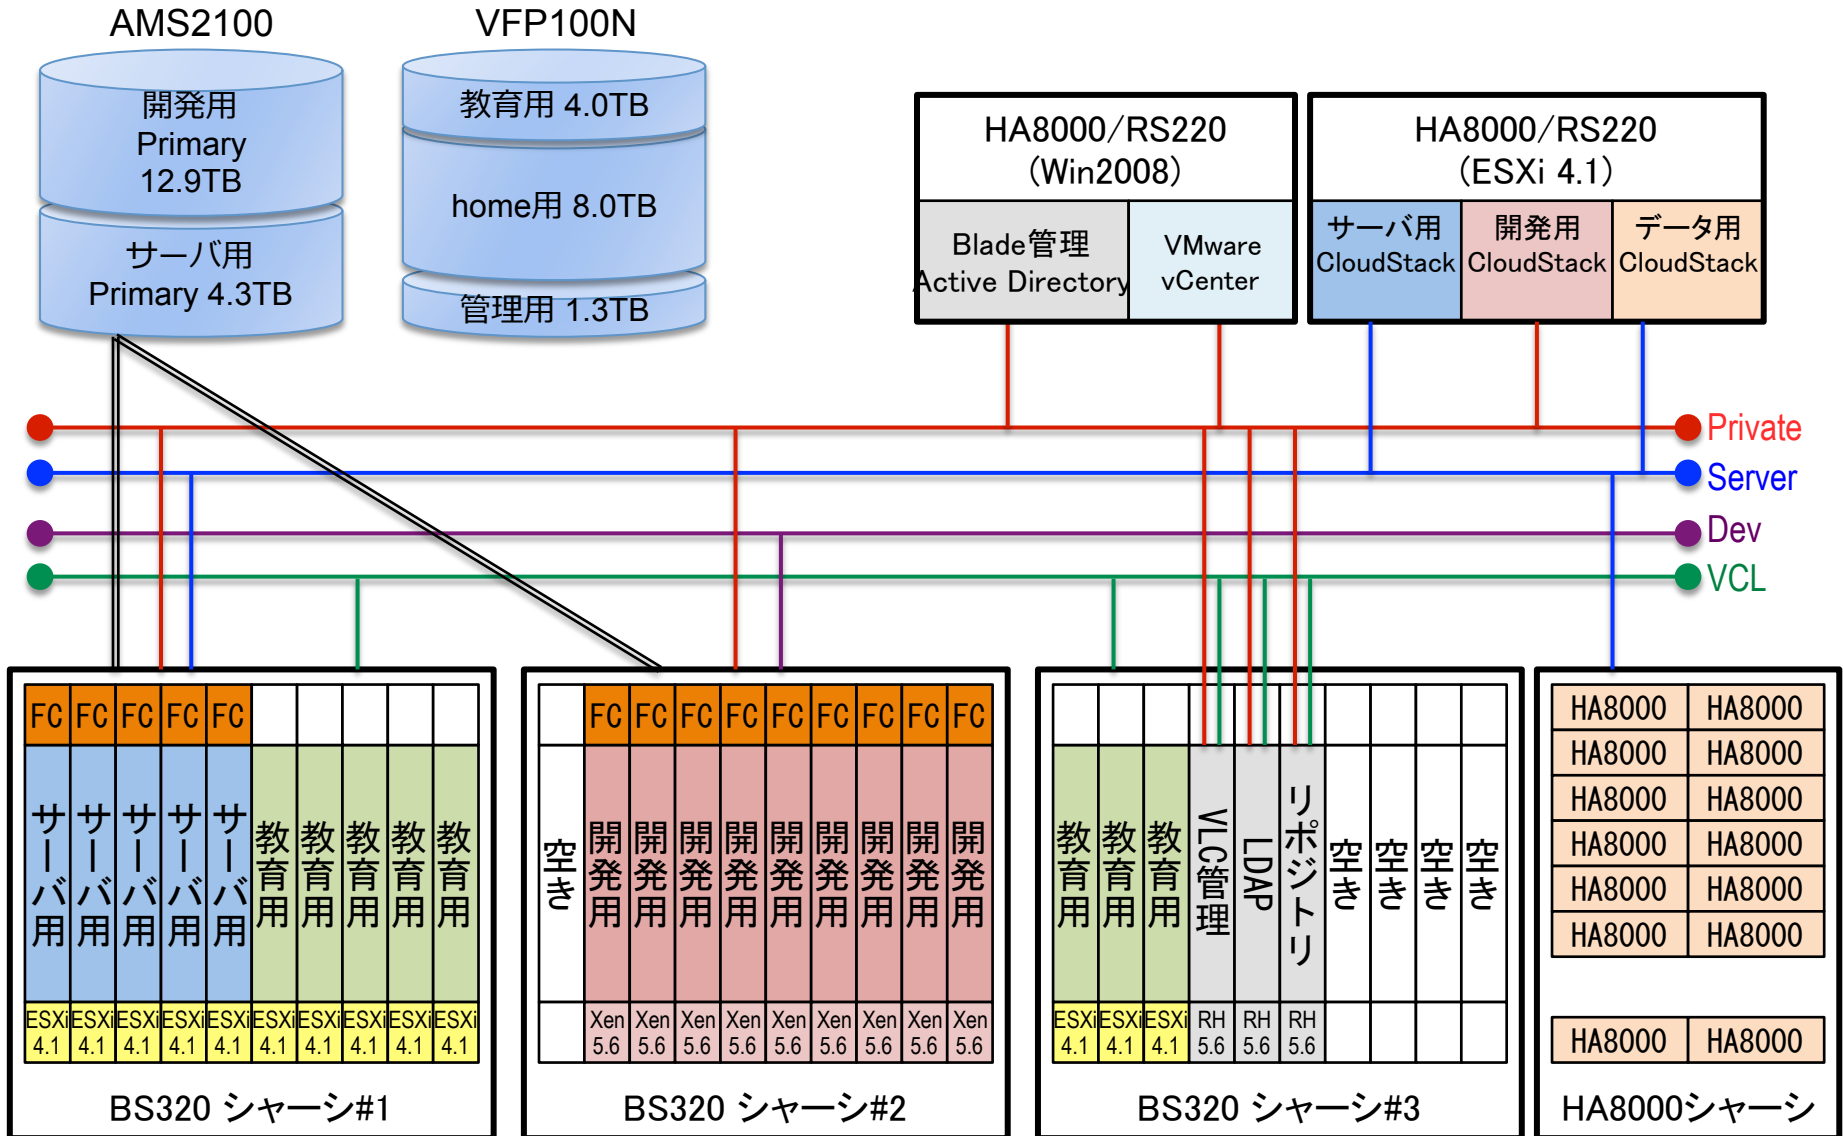 AMS2100
VFP100N
開発用
Primary
12.9TB
サーバ用
Primary 4.3TB
教育用 4.0TB
home用 8.0TB
管理用 1.3TB
HA8000/RS220
(Win2008)
Blade管理
Active Directory
VMware
vCenter
HA8000/RS220
(ESXi 4.1)
サーバ用
CloudStack
開発用
CloudStack
データ用
CloudStack
Private
Server
Dev
VCL
FC FC FC FC FC
サーバ用
サーバ用
サーバ用
サーバ用
サーバ用
教育用
教育用
教育用
教育用
教育用
ESXi ESXi ESXi ESXi ESXi ESXi ESXi ESXi ESXi ESXi
4.1 4.1 4.1 4.1 4.1 4.1 4.1 4.1 4.1 4.1
BS320 シャーシ#1
FC FC FC FC FC FC FC FC FC
空き
開発用
開発用
開発用
開発用
開発用
開発用
開発用
開発用
開発用
Xen Xen Xen Xen Xen Xen Xen Xen Xen
5.6 5.6 5.6 5.6 5.6 5.6 5.6 5.6 5.6
BS320 シャーシ#2
教育用
教育用
教育用
VLC管理
LDAP
リポジトリ
空き
空き
空き
空き
ESXi ESXi ESXi RH RH RH
4.1 4.1 4.1 5.6 5.6 5.6
BS320 シャーシ#3
HA8000 HA8000
HA8000 HA8000
HA8000 HA8000
HA8000 HA8000
HA8000 HA8000
HA8000 HA8000
HA8000 HA8000
HA8000シャーシ